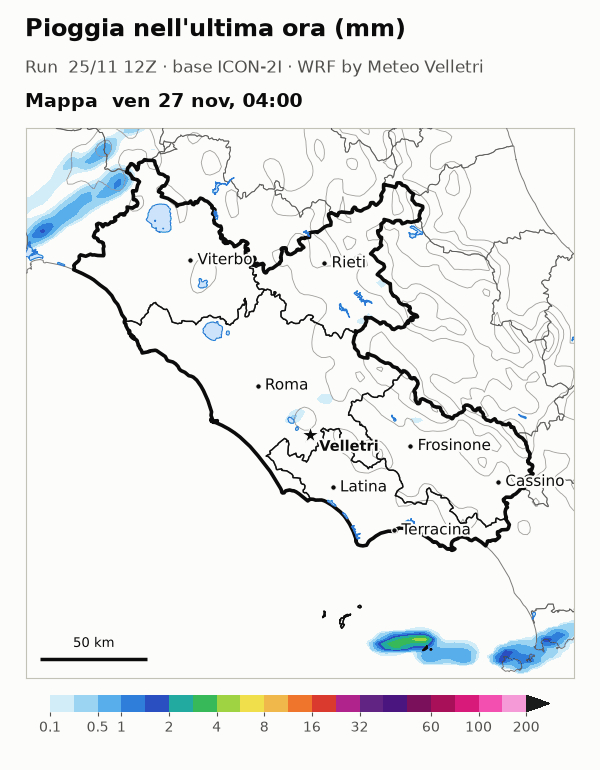 Pioggia nell'ultima ora (mm)
Run 25/11 12Z · base ICON-2I · WRF by Meteo Velletri
Mappa ven 27 nov, 04:00
Viterbo
Rieti
Roma
Velletri
Frosinone
Latina
Cassino
Terracina
50 km
0.1 0.5 1 2 4 8 16 32 60 100 200